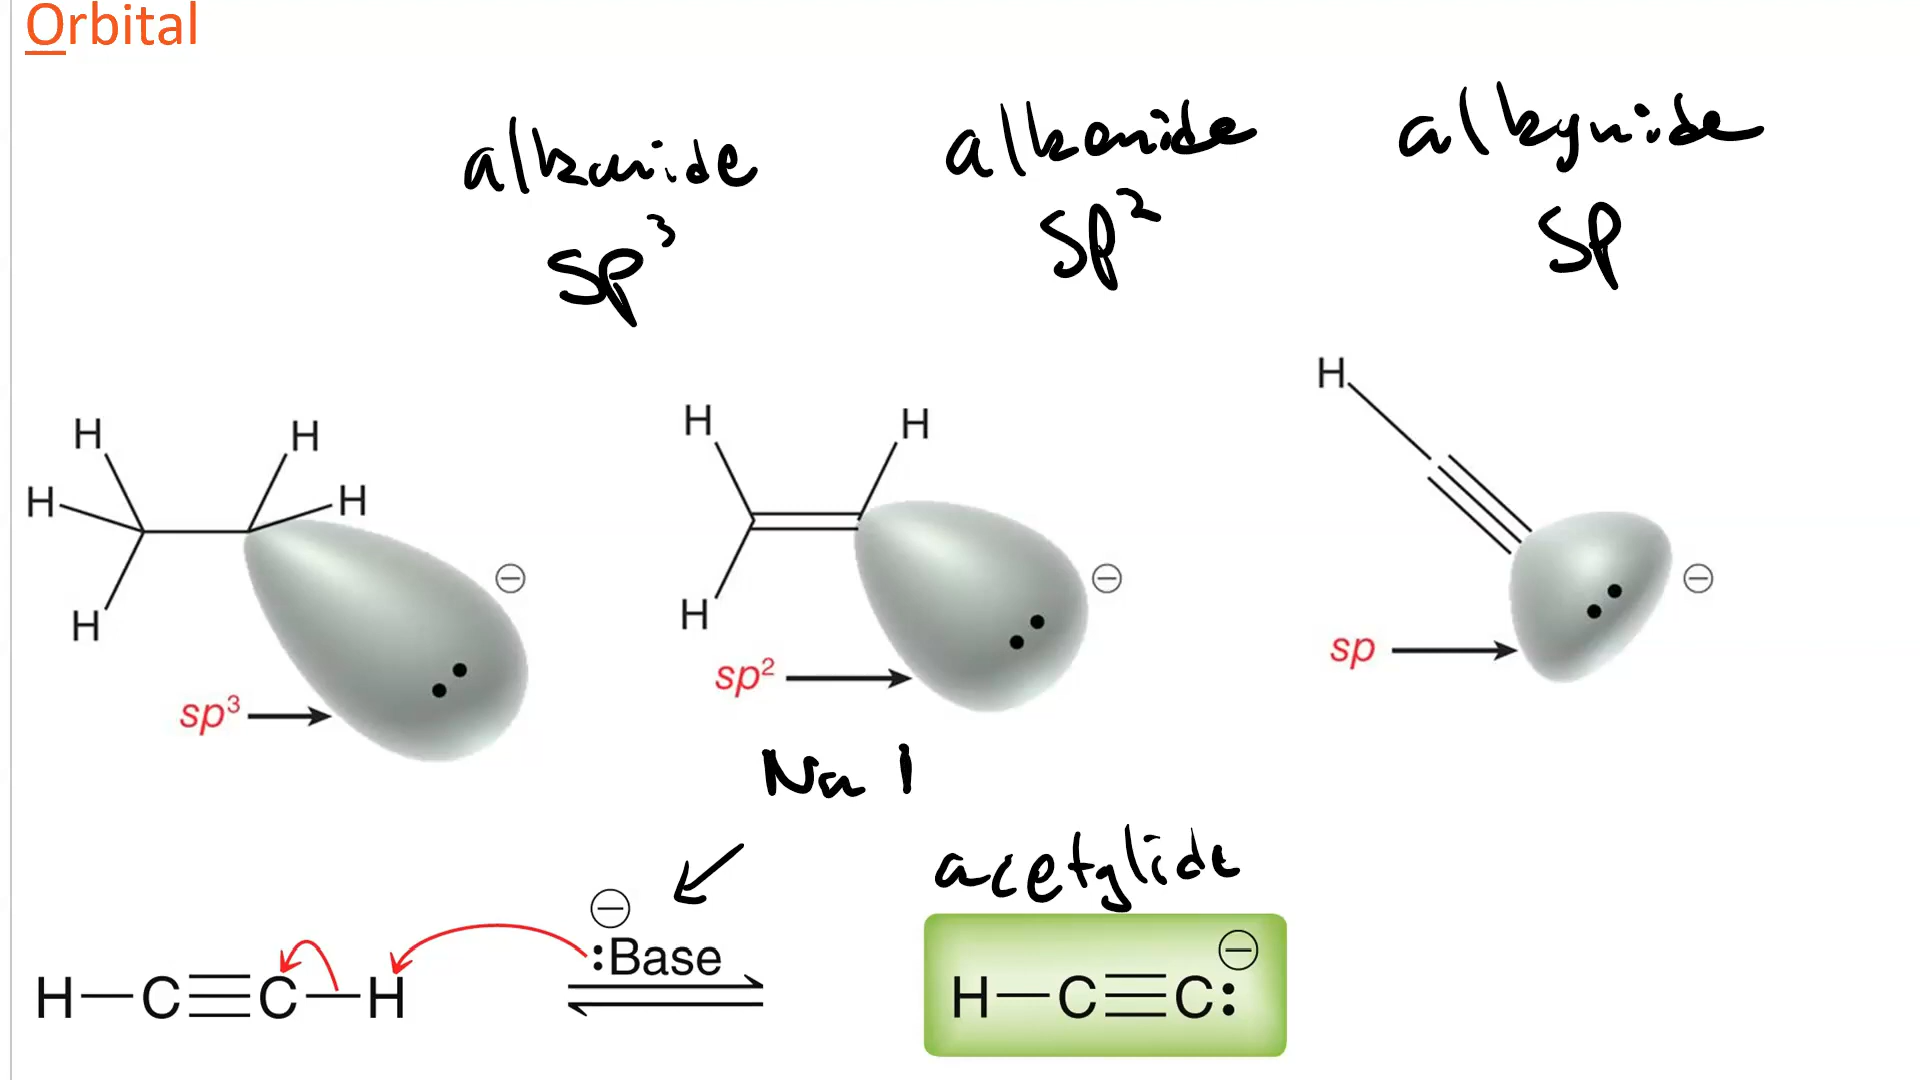 Orbital
alkanide
sp³
alkenide
sp²
alkynide
sp
H H H H H
⊖
sp³
H H H
⊖
sp²
H
⊖
sp
Na
acetylide
H—C≡C—H
⊖
:Base
⊖
H—C≡C: